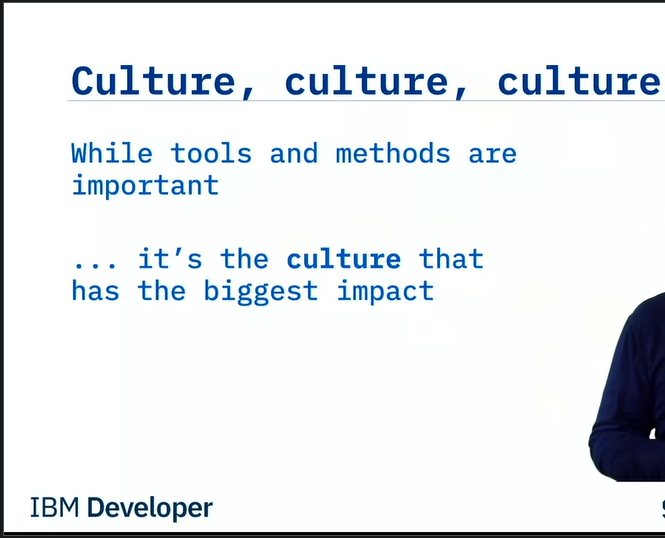 Culture, culture, culture
While tools and methods are
important
... it’s the culture that
has the biggest impact
IBM Developer